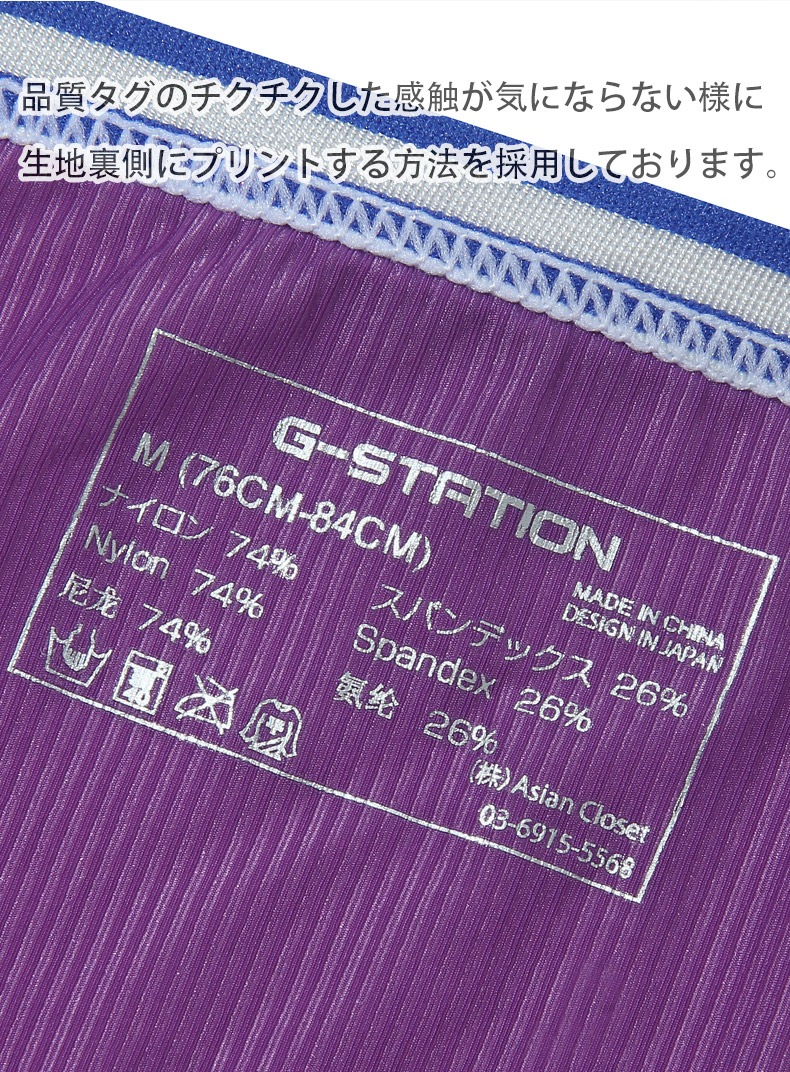 品質タグのチクチクした感触が気にならない様に
生地裏側にプリントする方法を採用しております。
G-STATION
M (76CM-84CM)
MADE IN CHINA
DESIGN IN JAPAN
ナイロン 74%
スパンデックス 26%
Nylon 74%
Spandex 26%
尼龙 74%
氨纶 26%
(株) Asian Closet
03-6915-5568